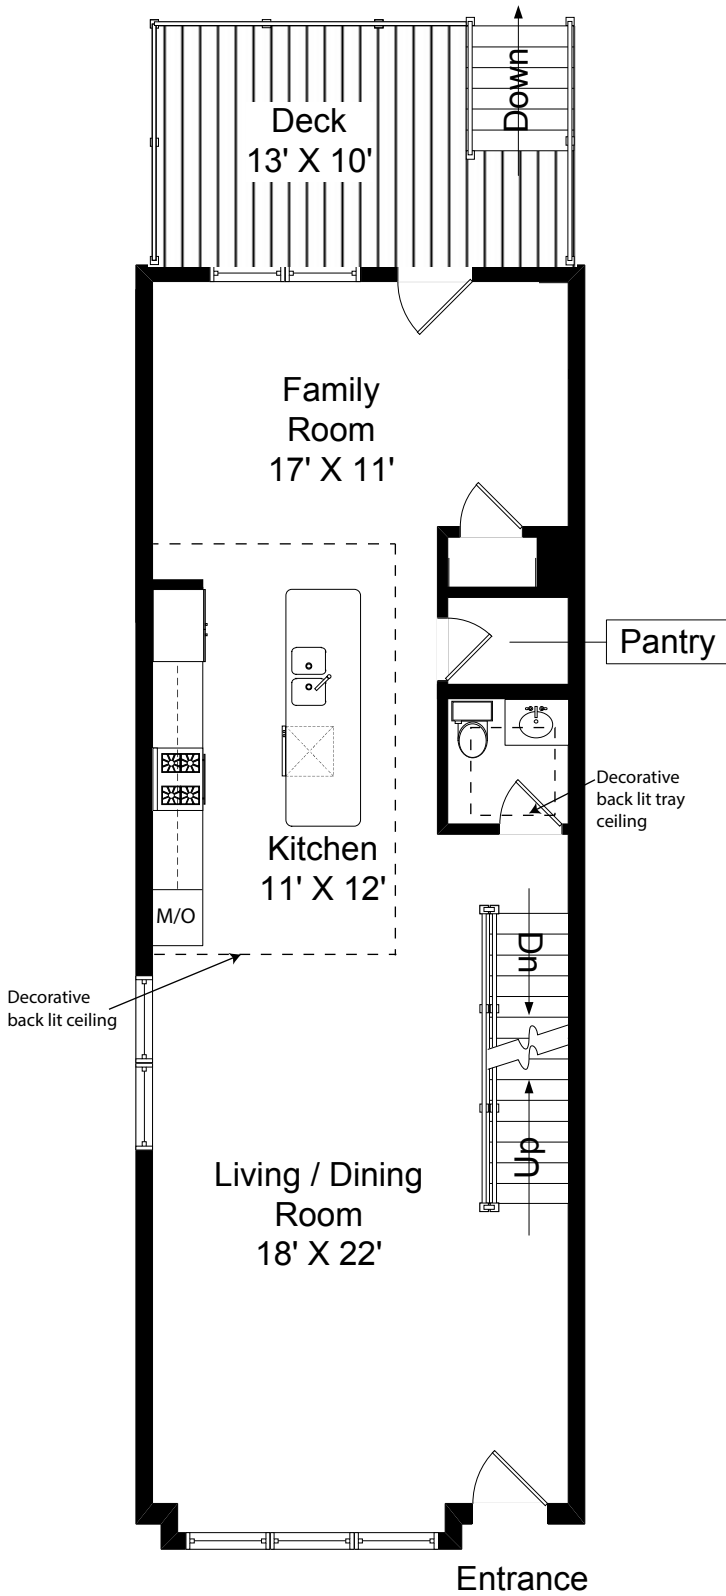 Down
Deck
13' X 10'
Family
Room
17' X 11'
Pantry
Decorative
back lit tray
ceiling
Kitchen
11' X 12'
M/O
Dn
Decorative
back lit ceiling
Up
Living / Dining
Room
18' X 22'
Entrance